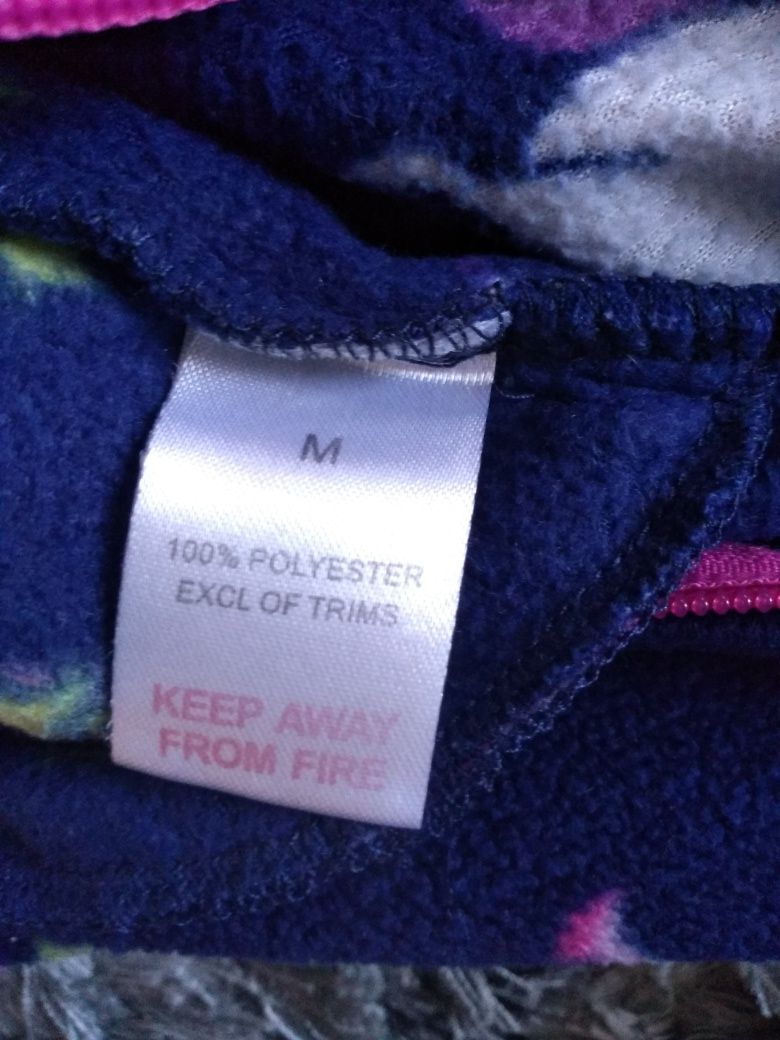 M
100% POLYESTER
EXCL OF TRIMS
KEEP AWAY
FROM FIRE